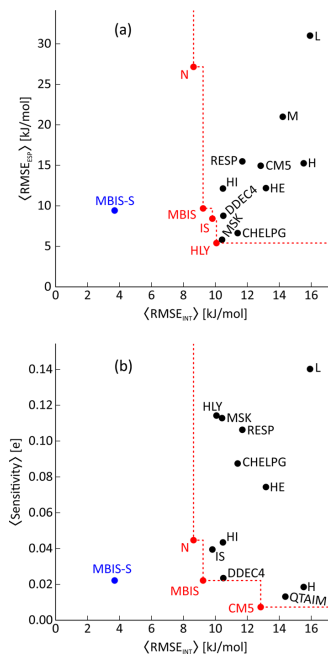 (a)
L
N
M
RESP
CM5
H
HI
HE
DDEC4
MBIS-S
MBIS
IS
MSK
CHELPG
HLY
30
25
20
15
10
5
0
⟨RMSE_ESP⟩ [kJ/mol]
0 2 4 6 8 10 12 14 16
⟨RMSE_INT⟩ [kJ/mol]
(b)
L
HLY
MSK
RESP
CHELPG
HE
N
HI
IS
MBIS-S
DDEC4
MBIS
H
QTAIM
CM5
0.14
0.12
0.10
0.08
0.06
0.04
0.02
0.00
⟨Sensitivity⟩ [e]
0 2 4 6 8 10 12 14 16
⟨RMSE_INT⟩ [kJ/mol]